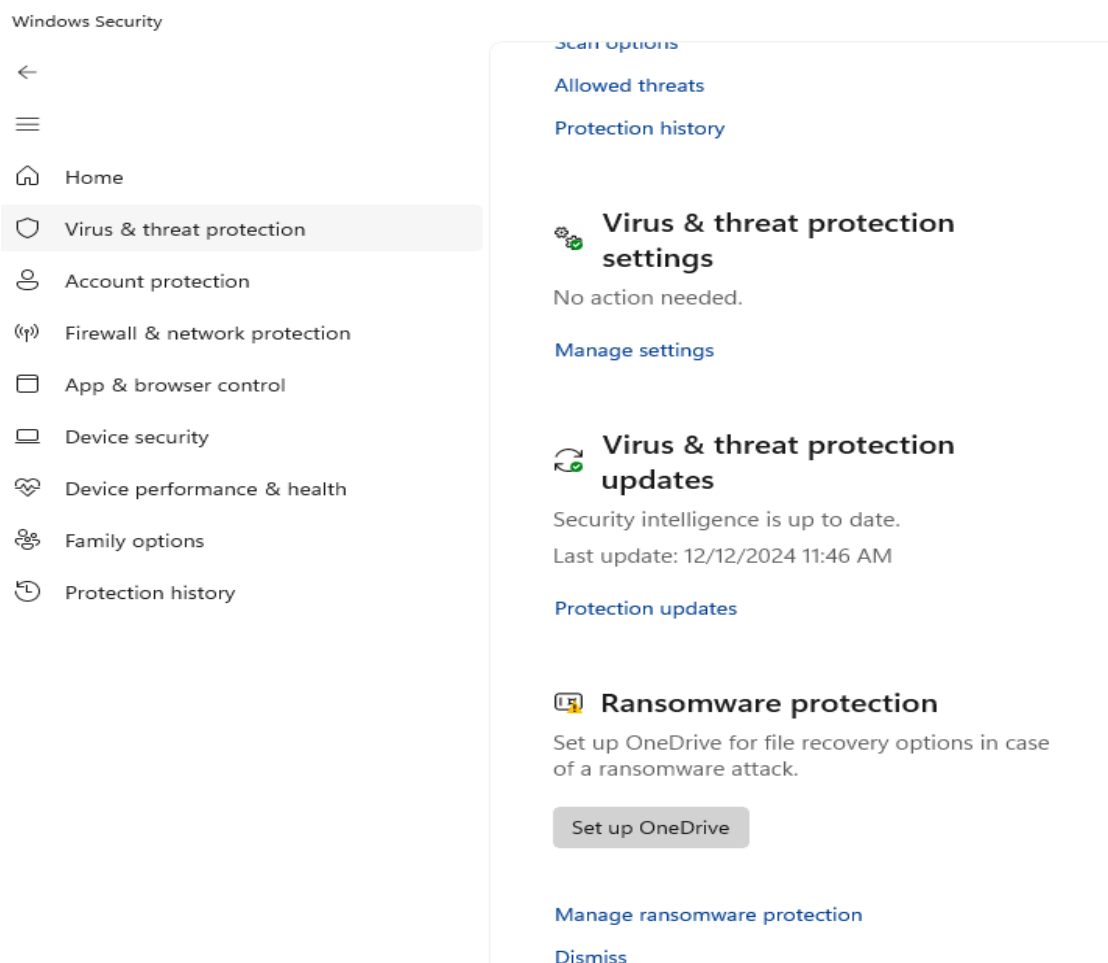 Windows Security
Home
Virus & threat protection
Account protection
Firewall & network protection
App & browser control
Device security
Device performance & health
Family options
Protection history
Scan options
Allowed threats
Protection history
Virus & threat protection
settings
No action needed.
Manage settings
Virus & threat protection
updates
Security intelligence is up to date.
Last update: 12/12/2024 11:46 AM
Protection updates
Ransomware protection
Set up OneDrive for file recovery options in case
of a ransomware attack.
Set up OneDrive
Manage ransomware protection
Dismiss